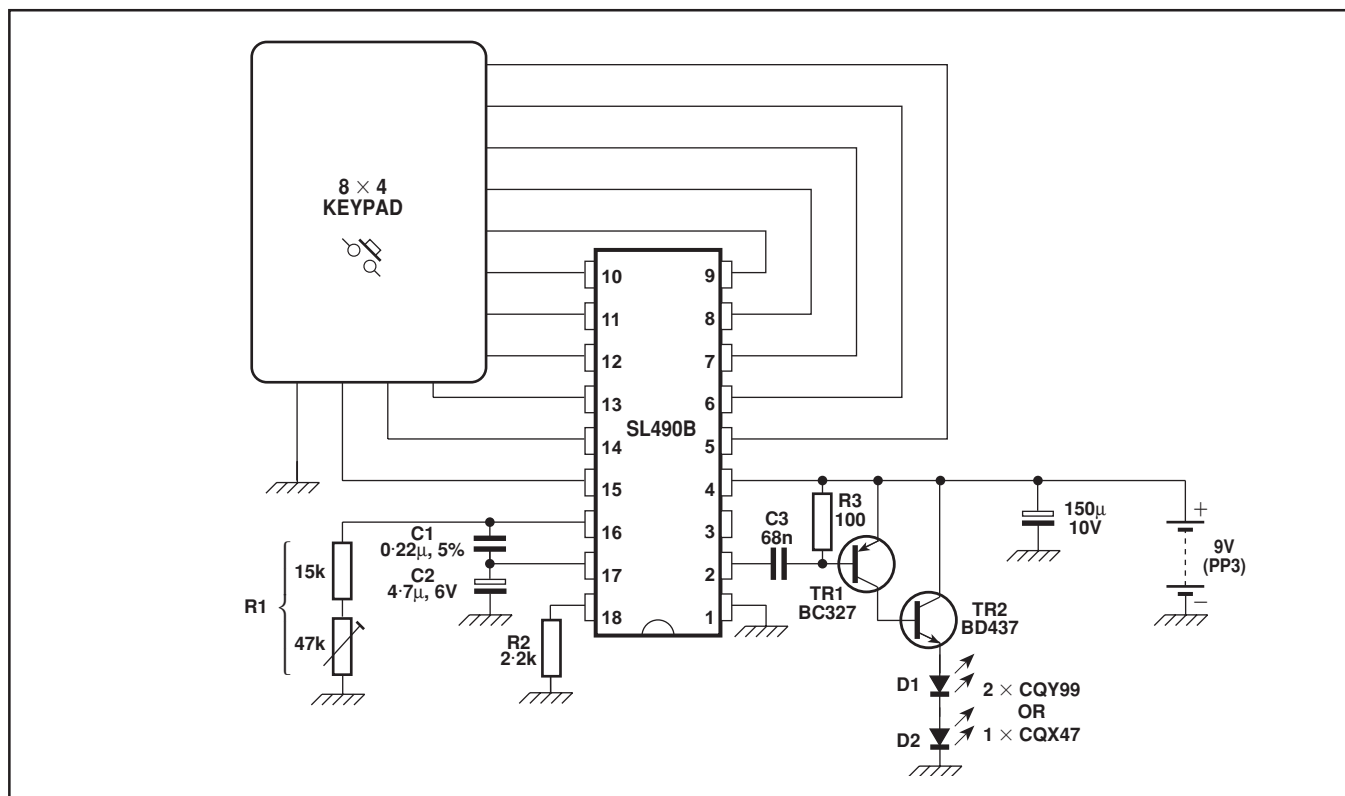 8 × 4
KEYPAD
10
11
12
13
14
15
16
17
18
9
8
7
6
5
4
3
2
1
SL490B
R1
15k
47k
C1
0·22µ, 5%
C2
4·7µ, 6V
R2
2·2k
C3
68n
R3
100
TR1
BC327
TR2
BD437
D1
D2
2 × CQY99
OR
1 × CQX47
150µ
10V
+
9V
(PP3)
−